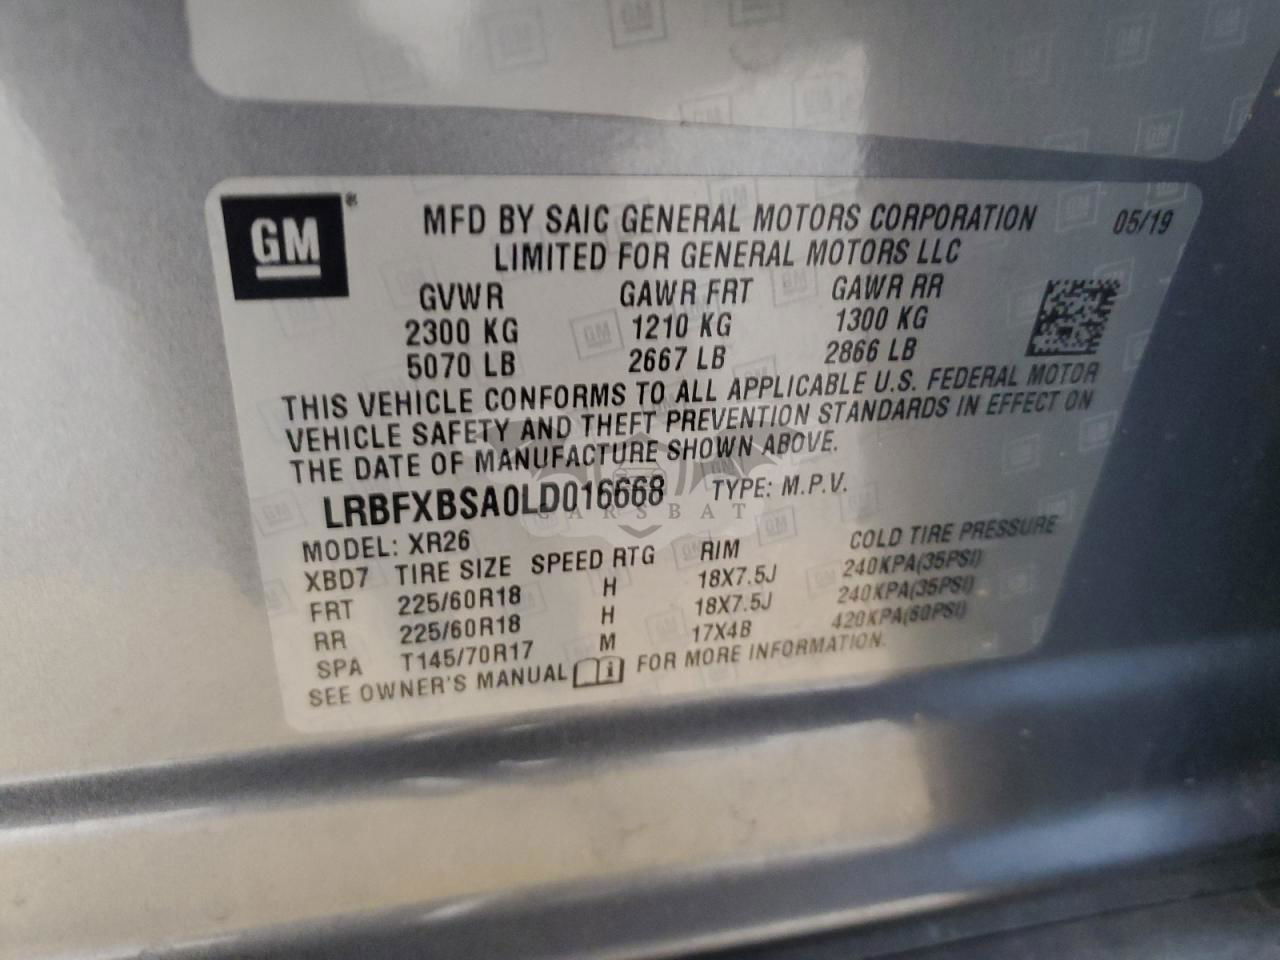 GM
MFD BY SAIC GENERAL MOTORS CORPORATION 05/19
LIMITED FOR GENERAL MOTORS LLC
GVWR GAWR FRT GAWR RR
2300 KG 1210 KG 1300 KG
5070 LB 2667 LB 2866 LB
THIS VEHICLE CONFORMS TO ALL APPLICABLE U.S. FEDERAL MOTOR
VEHICLE SAFETY AND THEFT PREVENTION STANDARDS IN EFFECT ON
THE DATE OF MANUFACTURE SHOWN ABOVE.
LRBFXBSA0LD016668 TYPE: M.P.V.
CARSBAT
MODEL: XR26
XBD7 TIRE SIZE SPEED RTG RIM COLD TIRE PRESSURE
FRT 225/60R18 H 18X7.5J 240KPA(35PSI)
RR 225/60R18 H 18X7.5J 240KPA(35PSI)
SPA T145/70R17 M 17X4B 420KPA(60PSI)
SEE OWNER'S MANUAL FOR MORE INFORMATION.